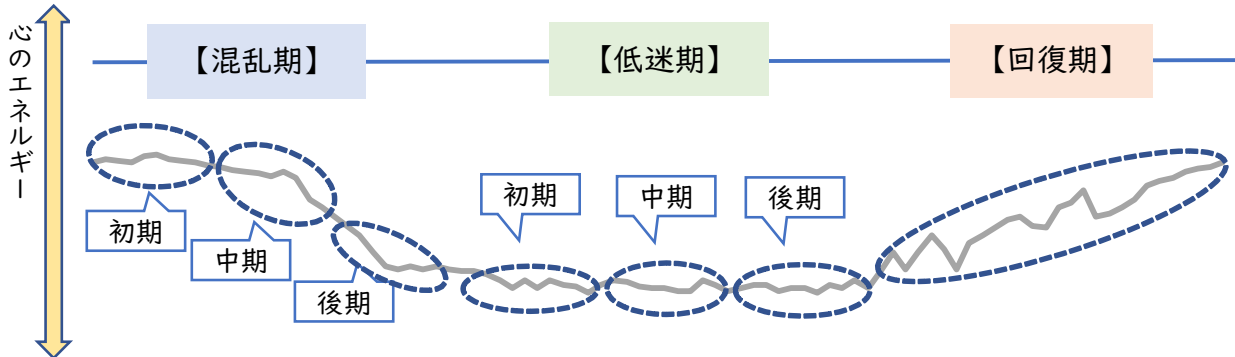 心のエネルギー
【混乱期】
【低迷期】
【回復期】
初期
中期
後期
初期
中期
後期